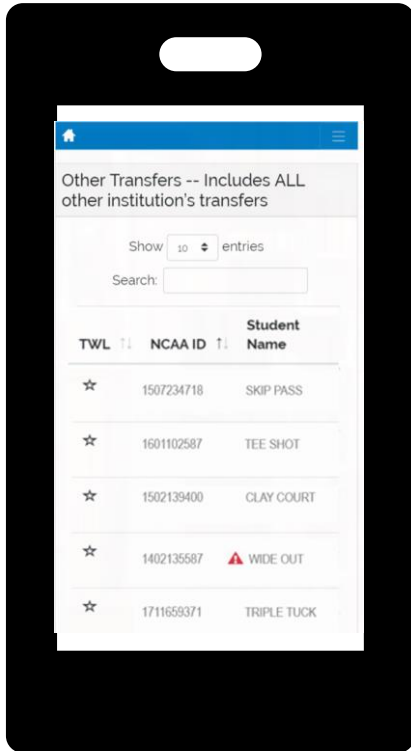 Other Transfers -- Includes ALL
other institution's transfers
Show 10 entries
Search:
TWL NCAA ID Student Name
1507234718 SKIP PASS
1601102587 TEE SHOT
1502139400 CLAY COURT
1402135587 WIDE OUT
1711659371 TRIPLE TUCK